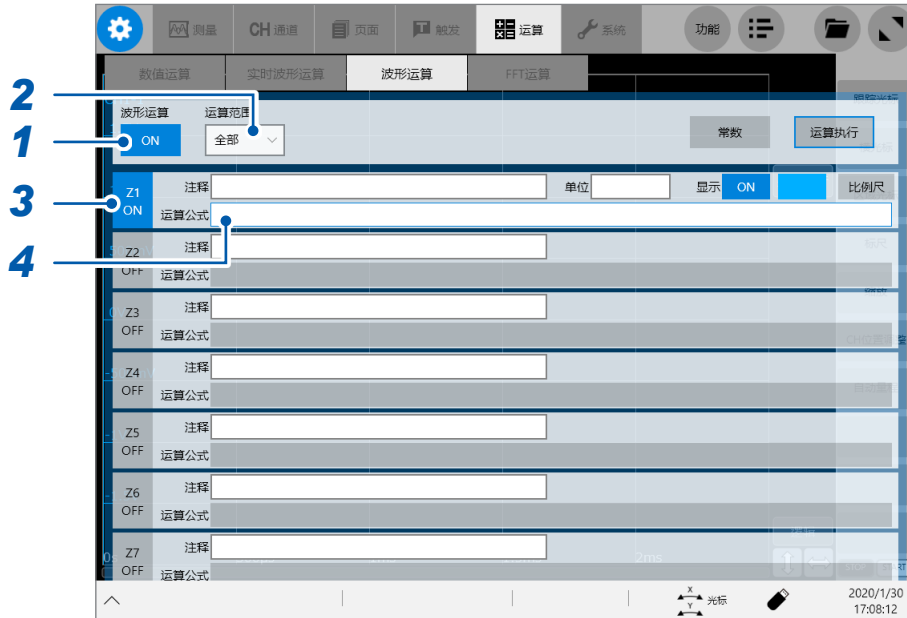 测量 CH 通道 页面 触发 运算 系统 功能
数值运算 实时波形运算 波形运算 FFT运算
2
波形运算 运算范围
1
ON 全部 常数 运算执行
3
Z1 注释 单位 显示 ON 比例尺
ON 运算公式
4
Z2 注释
OFF 运算公式
Z3 注释
OFF 运算公式
Z4 注释
OFF 运算公式
Z5 注释
OFF 运算公式
Z6 注释
OFF 运算公式
Z7 注释
OFF 运算公式
2ms
X
Y 光标
2020/1/30
17:08:12